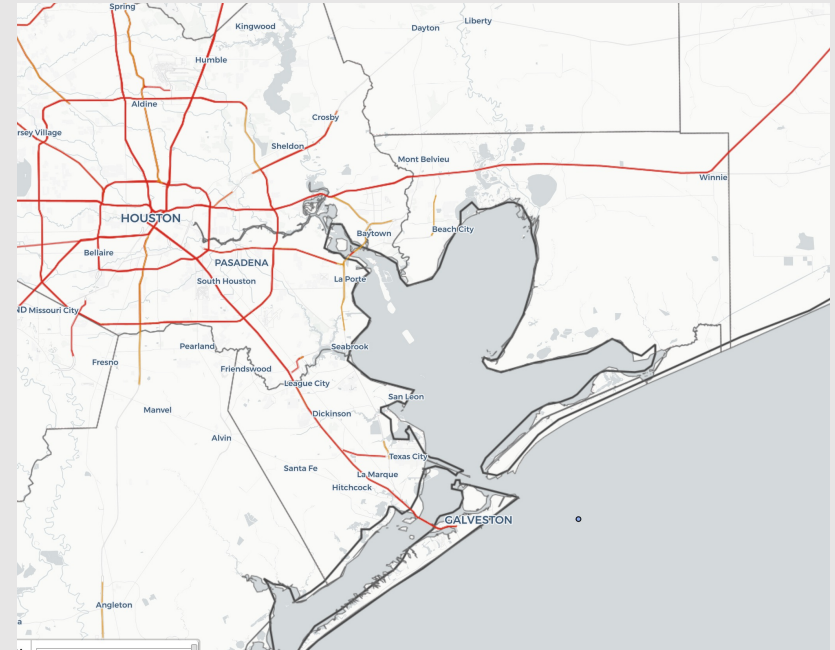 Spring
Kingwood
Liberty
Dayton
Humble
Aldine
Crosby
rsey Village
Sheldon
Mont Belvieu
Winnie
HOUSTON
Baytown
Beach City
Bellaire
PASADENA
South Houston
La Porte
ND
Missouri City
Pearland
Seabrook
Fresno
Friendswood
League City
San Leon
Manvel
Dickinson
Alvin
Texas City
Santa Fe
La Marque
Hitchcock
GALVESTON
Angleton
a